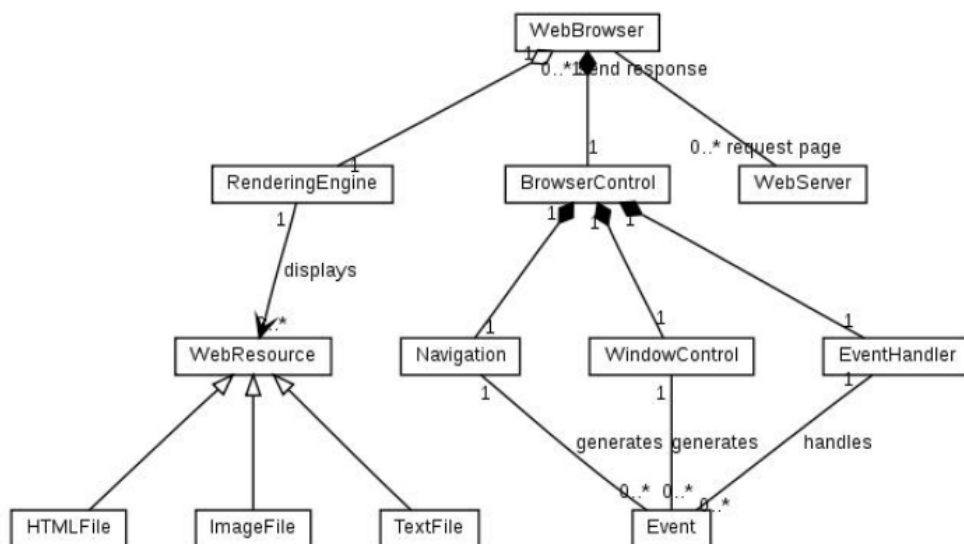 WebBrowser
1
0..* 1 send response
1
1
0..* request page
RenderingEngine
BrowserControl
WebServer
1
1
1
1
displays
0..*
1
1
1
WebResource
Navigation
WindowControl
EventHandler
1
1
1
generates
generates
handles
0..*
0..*
0..*
HTMLFile
ImageFile
TextFile
Event